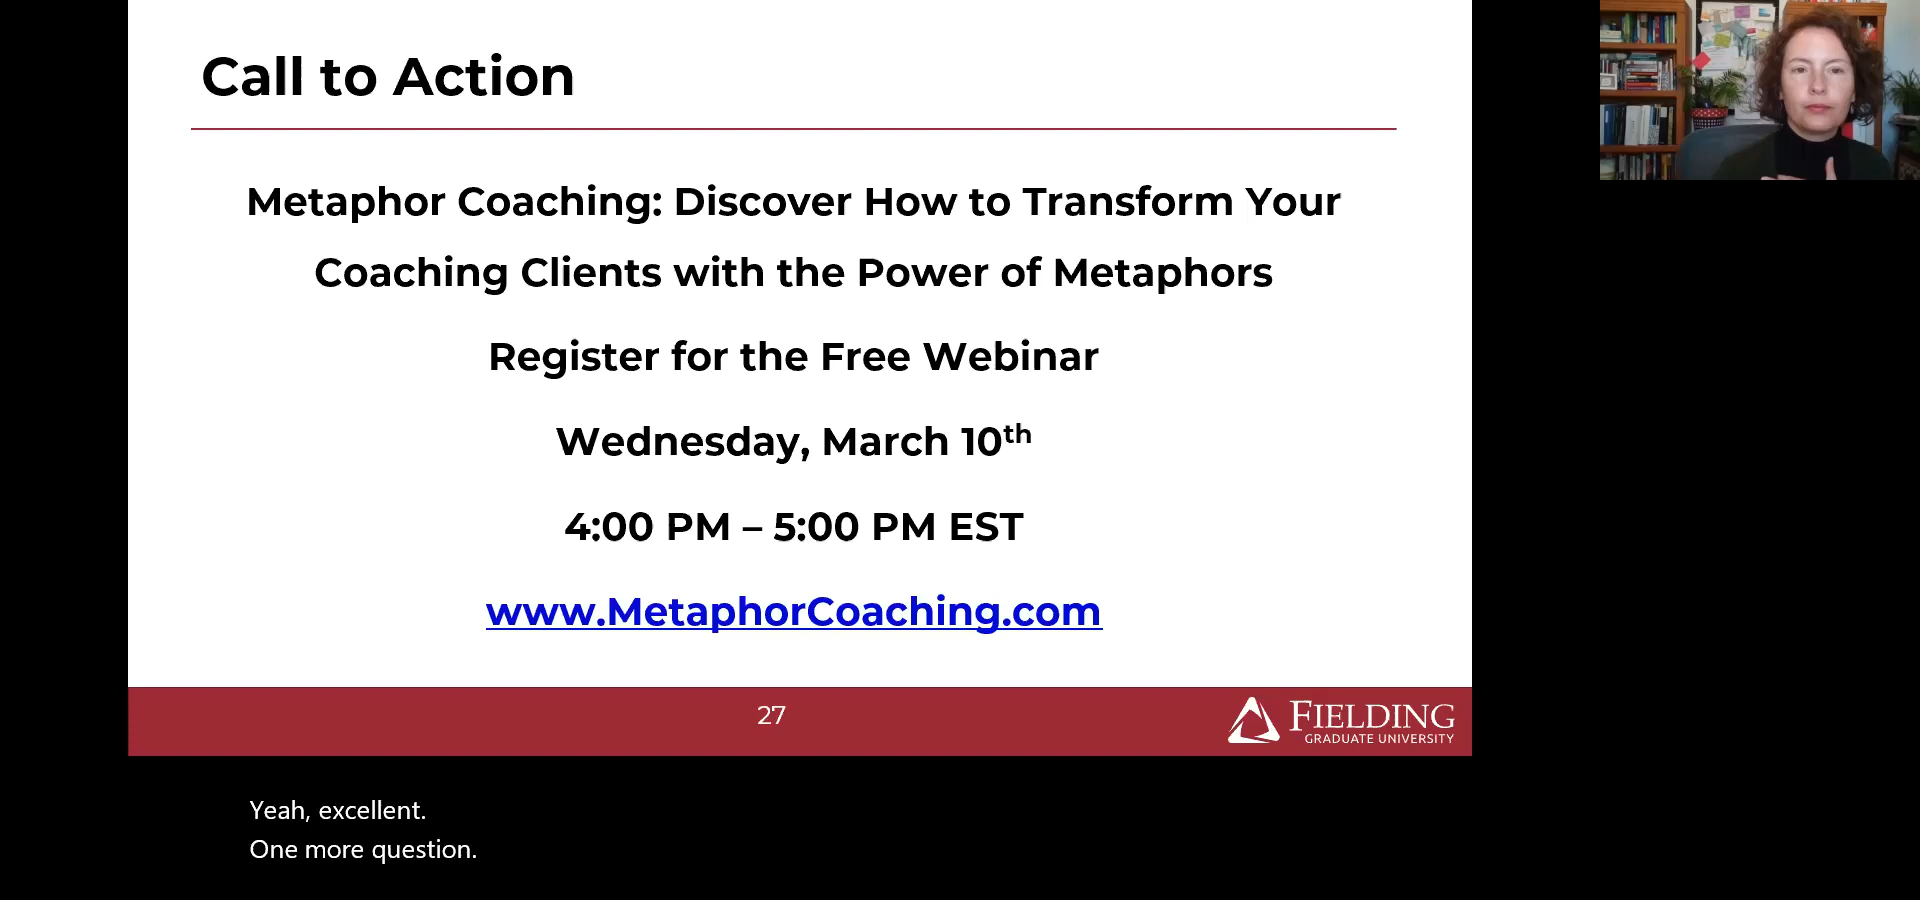 Call to Action
Metaphor Coaching: Discover How to Transform Your
Coaching Clients with the Power of Metaphors
Register for the Free Webinar
Wednesday, March 10th
4:00 PM – 5:00 PM EST
www.MetaphorCoaching.com
27
FIELDING
GRADUATE UNIVERSITY
Yeah, excellent.
One more question.